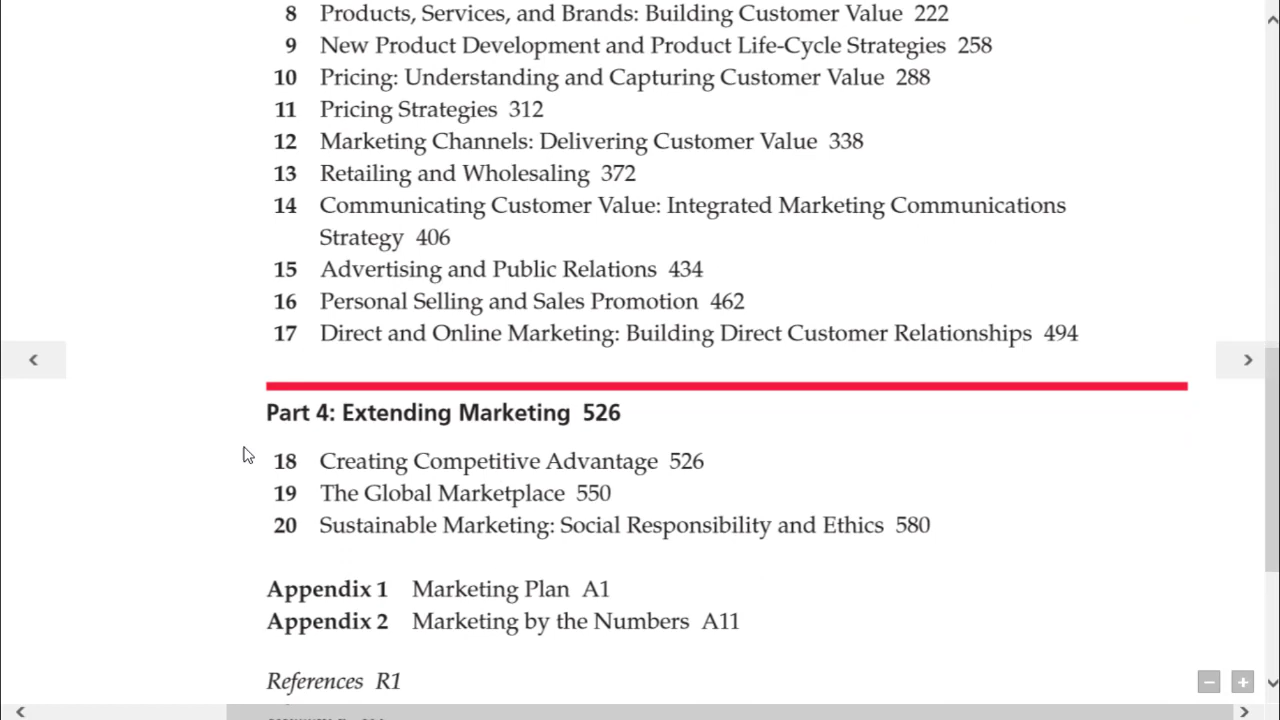 8 Products, Services, and Brands: Building Customer Value 222
9 New Product Development and Product Life-Cycle Strategies 258
10 Pricing: Understanding and Capturing Customer Value 288
11 Pricing Strategies 312
12 Marketing Channels: Delivering Customer Value 338
13 Retailing and Wholesaling 372
14 Communicating Customer Value: Integrated Marketing Communications
Strategy 406
15 Advertising and Public Relations 434
16 Personal Selling and Sales Promotion 462
17 Direct and Online Marketing: Building Direct Customer Relationships 494
Part 4: Extending Marketing 526
18 Creating Competitive Advantage 526
19 The Global Marketplace 550
20 Sustainable Marketing: Social Responsibility and Ethics 580
Appendix 1 Marketing Plan A1
Appendix 2 Marketing by the Numbers A11
References R1